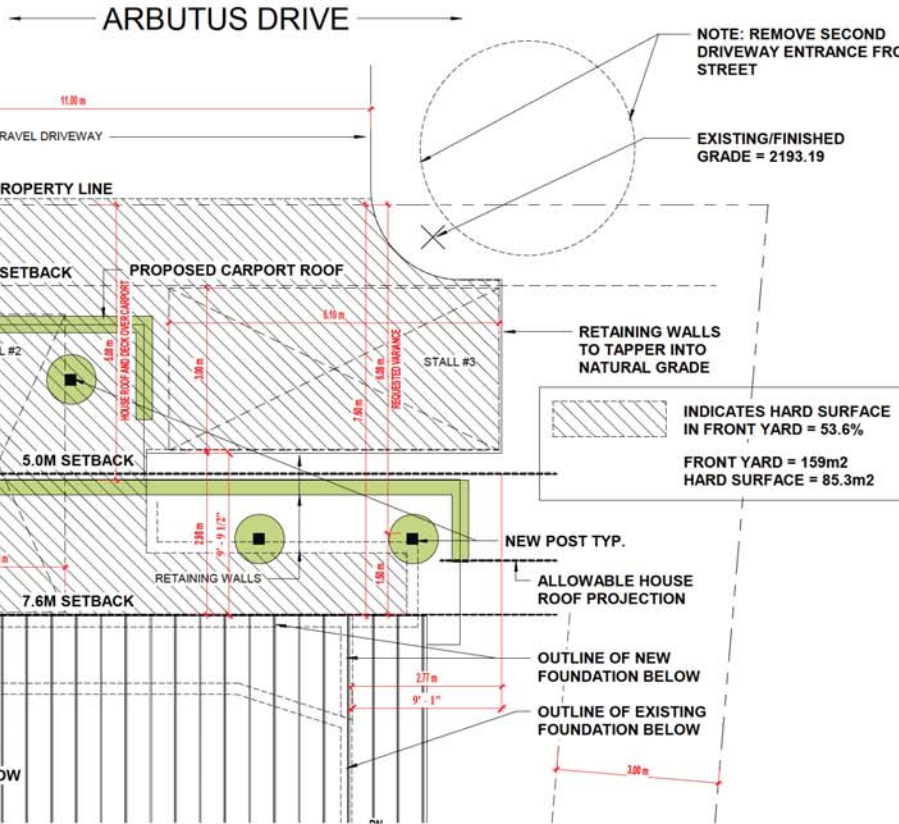 ARBUTUS DRIVE
NOTE: REMOVE SECOND
DRIVEWAY ENTRANCE FRO
STREET
11.00 m
RAVEL DRIVEWAY
EXISTING/FINISHED
GRADE = 2193.19
ROPERTY LINE
SETBACK
PROPOSED CARPORT ROOF
HOUSE ROOF AND DECK OVER CARPORT
6.10 m
L #2
3.00 m
7.60 m
6.08 m
REQUESTED VARIANCE
STALL #3
RETAINING WALLS
TO TAPPER INTO
NATURAL GRADE
INDICATES HARD SURFACE
IN FRONT YARD = 53.6%
FRONT YARD = 159m2
HARD SURFACE = 85.3m2
5.0M SETBACK
2.98 m
9' - 9 1/2"
NEW POST TYP.
m
RETAINING WALLS
1.50 m
ALLOWABLE HOUSE
ROOF PROJECTION
7.6M SETBACK
OUTLINE OF NEW
FOUNDATION BELOW
2.77 m
9' - 1"
OUTLINE OF EXISTING
FOUNDATION BELOW
OW
3.00 m